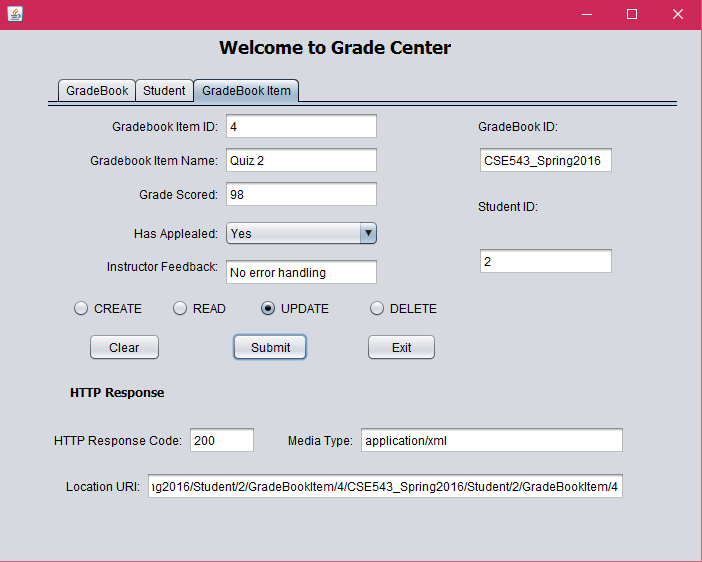 Welcome to Grade Center
GradeBook Student GradeBook Item
Gradebook Item ID: 4 GradeBook ID:
Gradebook Item Name: Quiz 2 CSE543_Spring2016
Grade Scored: 98
Student ID:
Has Applealed: Yes
Instructor Feedback: No error handling 2
CREATE READ UPDATE DELETE
Clear Submit Exit
HTTP Response
HTTP Response Code: 200 Media Type: application/xml
Location URI: ng2016/Student/2/GradeBookItem/4/CSE543_Spring2016/Student/2/GradeBookItem/4